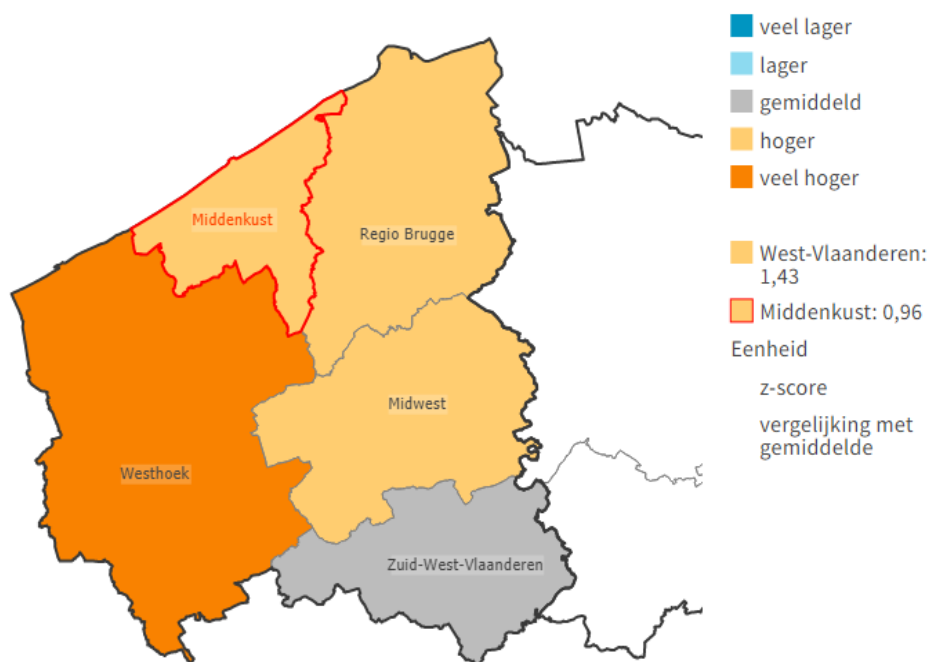 veel lager
lager
gemiddeld
hoger
veel hoger
Middenkust
Regio Brugge
West-Vlaanderen:
1,43
Middenkust: 0,96
Eenheid
z-score
vergelijking met
gemiddelde
Midwest
Westhoek
Zuid-West-Vlaanderen